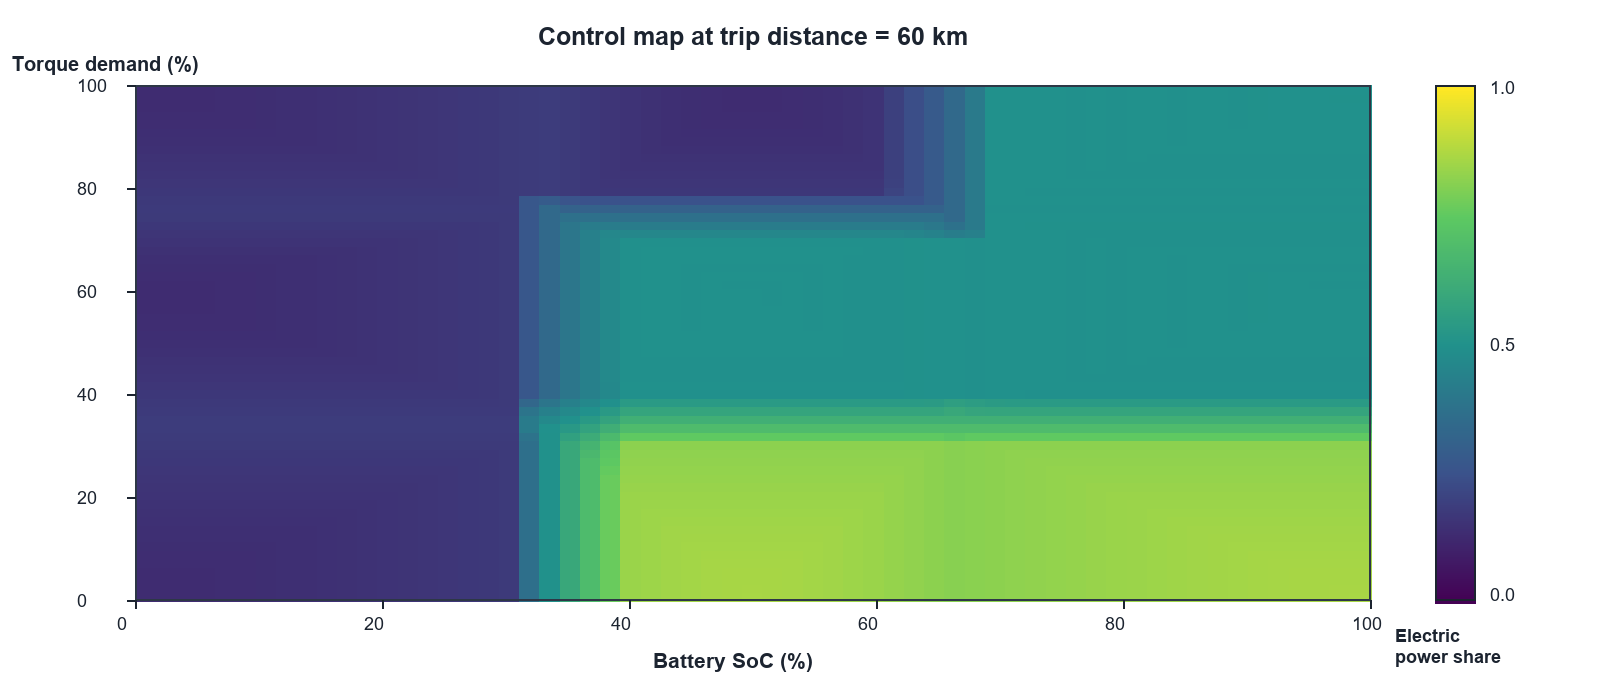 Control map at trip distance = 60 km
Torque demand (%)
100
80
60
40
20
0
0 20 40 60 80 100
Battery SoC (%)
1.0
0.5
0.0
Electric
power share